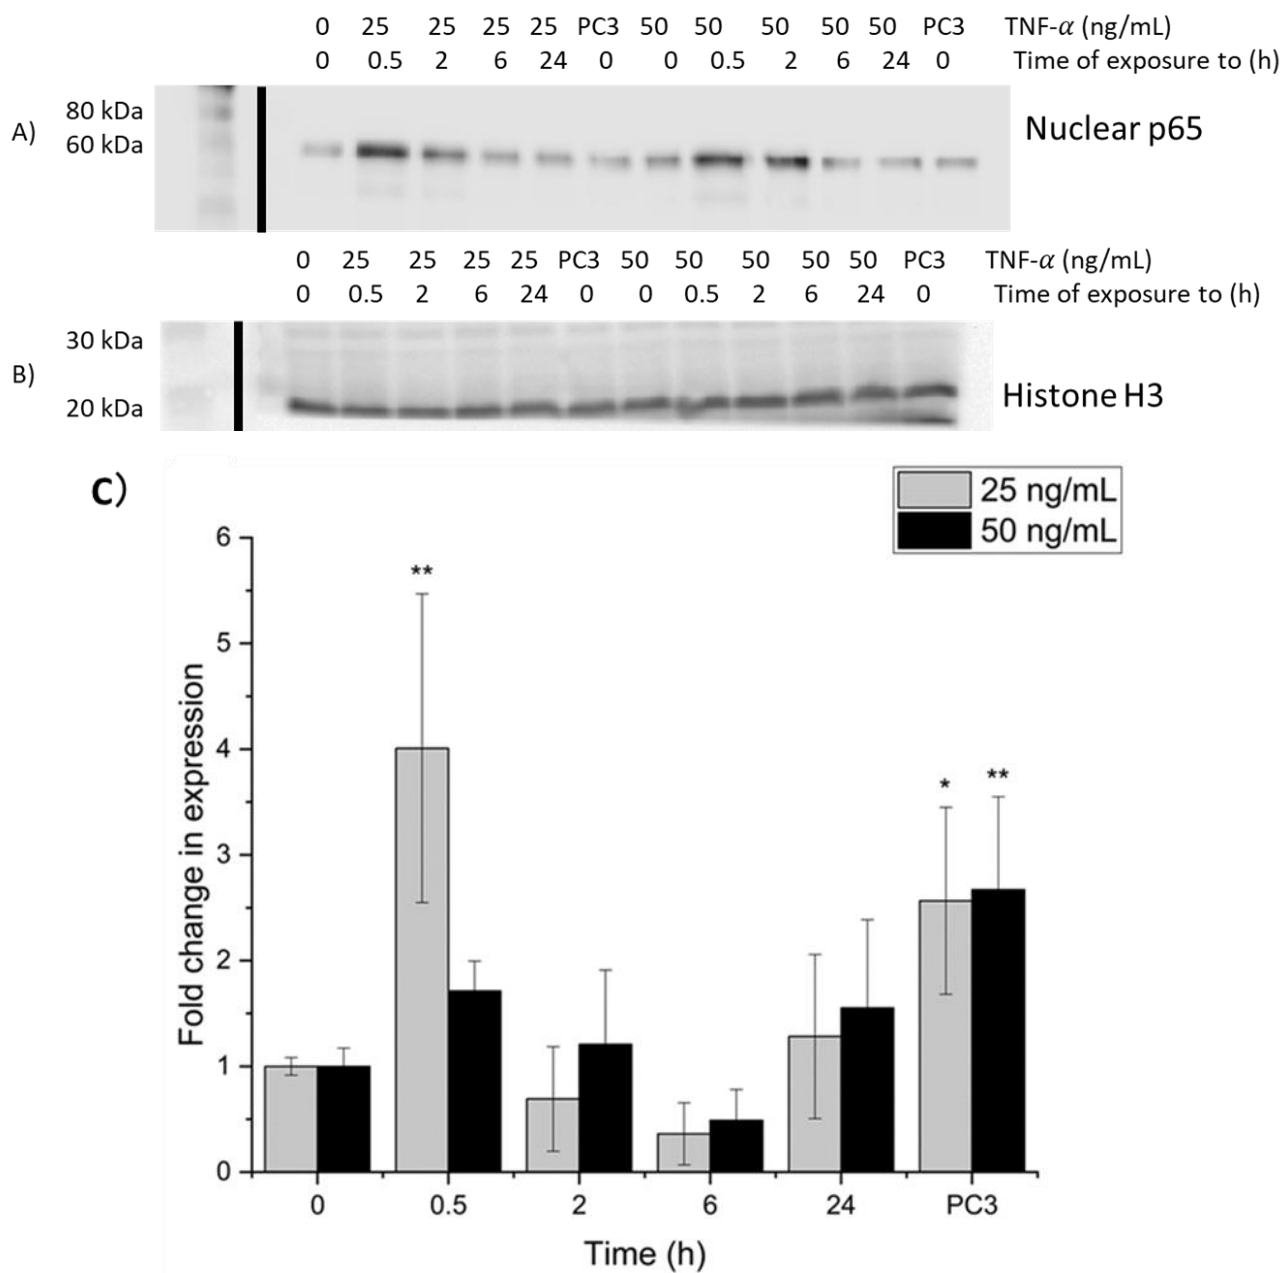 0 25 25 25 25 PC3 50 50 50 50 50 PC3 TNF-𝛼 (ng/mL)
0 0.5 2 6 24 0 0 0.5 2 6 24 0 Time of exposure to (h)
80 kDa
A)
60 kDa
Nuclear p65
0 25 25 25 25 PC3 50 50 50 50 50 PC3 TNF-𝛼 (ng/mL)
0 0.5 2 6 24 0 0 0.5 2 6 24 0 Time of exposure to (h)
30 kDa
B)
20 kDa
Histone H3
C)
25 ng/mL
50 ng/mL
6
**
5
4
* **
3
2
1
0
Fold change in expression
0 0.5 2 6 24 PC3
Time (h)